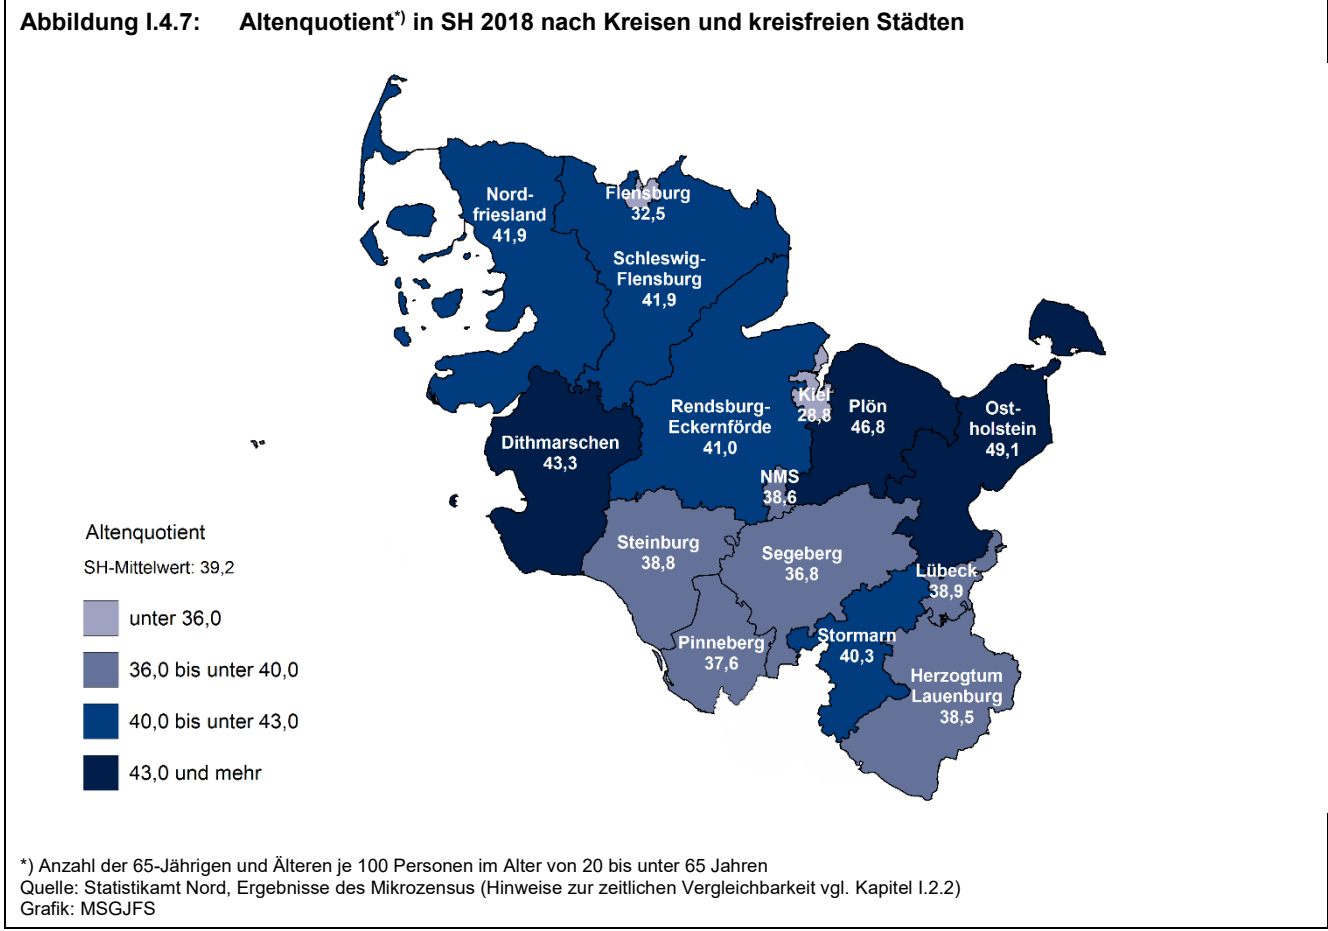 Abbildung I.4.7: Altenquotient*) in SH 2018 nach Kreisen und kreisfreien Städten
Nord-
friesland
41,9
Flensburg
32,5
Schleswig-
Flensburg
41,9
Rendsburg-
Eckernförde
41,0
Kiel
28,8
Plön
46,8
Ost-
holstein
49,1
Dithmarschen
43,3
NMS
38,6
Steinburg
38,8
Segeberg
36,8
Lübeck
38,9
Pinneberg
37,6
Stormarn
40,3
Herzogtum
Lauenburg
38,5
Altenquotient
SH-Mittelwert: 39,2
unter 36,0
36,0 bis unter 40,0
40,0 bis unter 43,0
43,0 und mehr
*) Anzahl der 65-Jährigen und Älteren je 100 Personen im Alter von 20 bis unter 65 Jahren
Quelle: Statistikamt Nord, Ergebnisse des Mikrozensus (Hinweise zur zeitlichen Vergleichbarkeit vgl. Kapitel I.2.2)
Grafik: MSGJFS